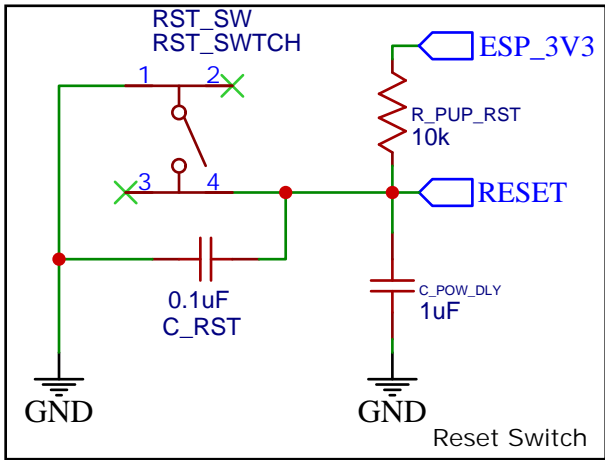 RST_SW
RST_SWTCH
1 2
ESP_3V3
R_PUP_RST
10k
3 4
RESET
0.1uF
C_RST
C_POW_DLY
1uF
GND
GND
Reset Switch